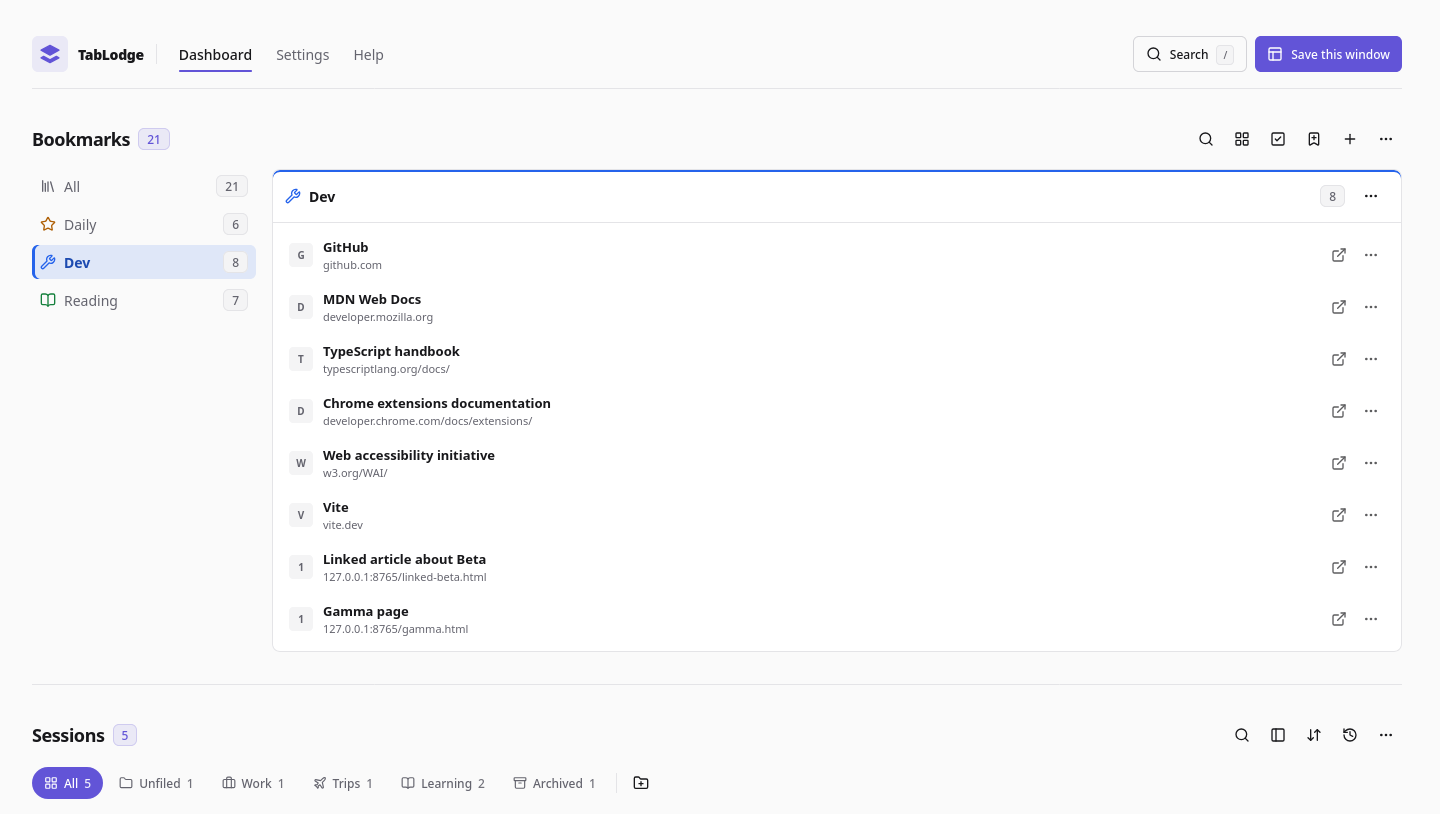 TabLodge
Dashboard
Settings
Help
Search /
Save this window
Bookmarks 21
All 21
Daily 6
Dev 8
Reading 7
Dev 8
G GitHub
github.com
D MDN Web Docs
developer.mozilla.org
T TypeScript handbook
typescriptlang.org/docs/
D Chrome extensions documentation
developer.chrome.com/docs/extensions/
W Web accessibility initiative
w3.org/WAI/
V Vite
vite.dev
1 Linked article about Beta
127.0.0.1:8765/linked-beta.html
1 Gamma page
127.0.0.1:8765/gamma.html
Sessions 5
All 5
Unfiled 1
Work 1
Trips 1
Learning 2
Archived 1